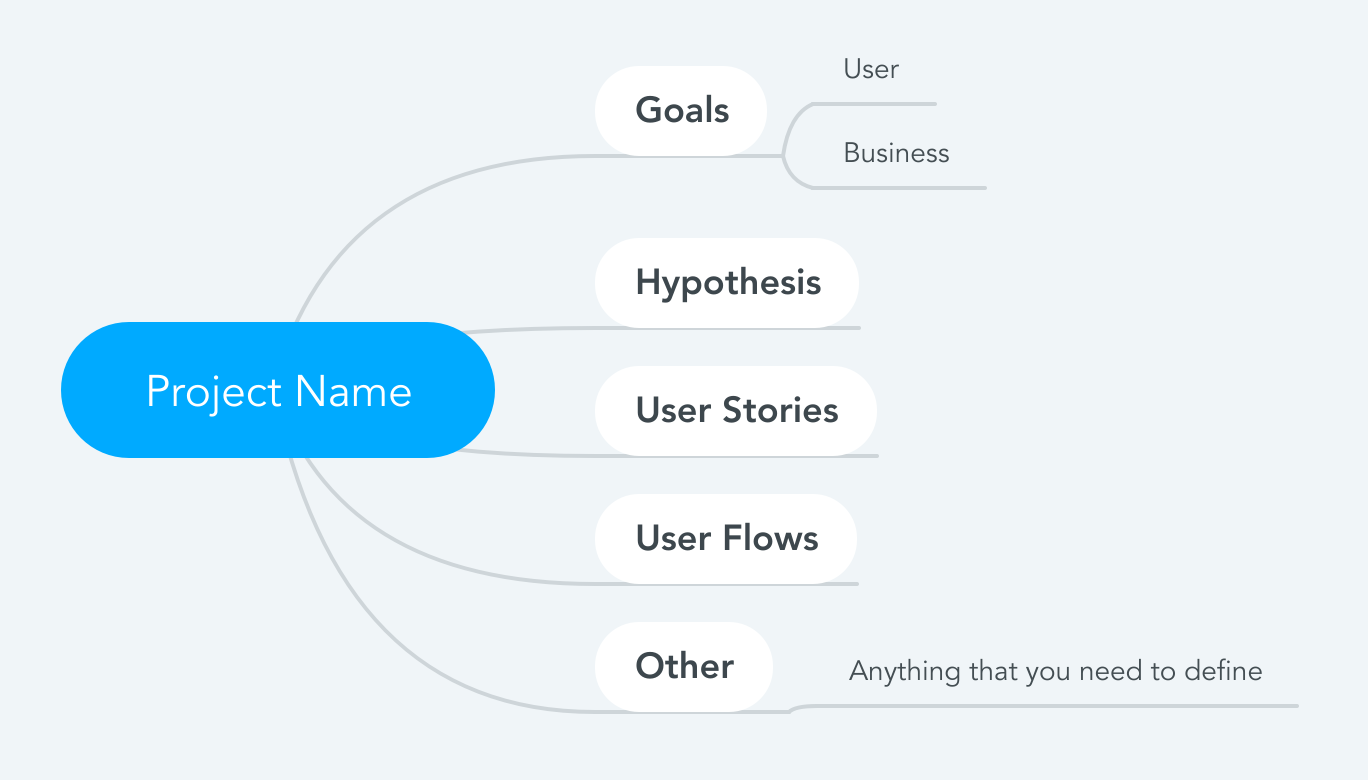 User
Goals
Business
Hypothesis
Project Name
User Stories
User Flows
Other
Anything that you need to define